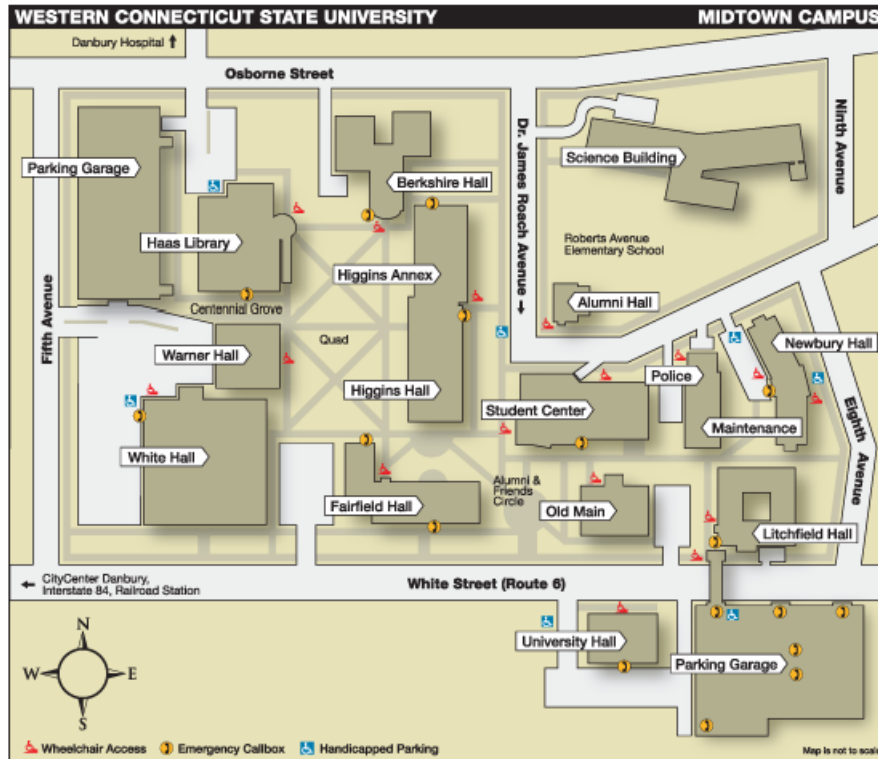 WESTERN CONNECTICUT STATE UNIVERSITY
MIDTOWN CAMPUS
Danbury Hospital
Osborne Street
Parking Garage
Haas Library
Berkshire Hall
Dr. James Roach Avenue
Science Building
Ninth Avenue
Roberts Avenue
Elementary School
Higgins Annex
Centennial Grove
Fifth Avenue
Alumni Hall
Quad
Warner Hall
Newbury Hall
Higgins Hall
Police
Student Center
Maintenance
Eighth Avenue
White Hall
Alumni &
Friends
Circle
Fairfield Hall
Old Main
Litchfield Hall
CityCenter Danbury,
Interstate 84, Railroad Station
White Street (Route 6)
University Hall
Parking Garage
N
W
E
S
Wheelchair Access
Emergency Callbox
Handicapped Parking
Map is not to scale